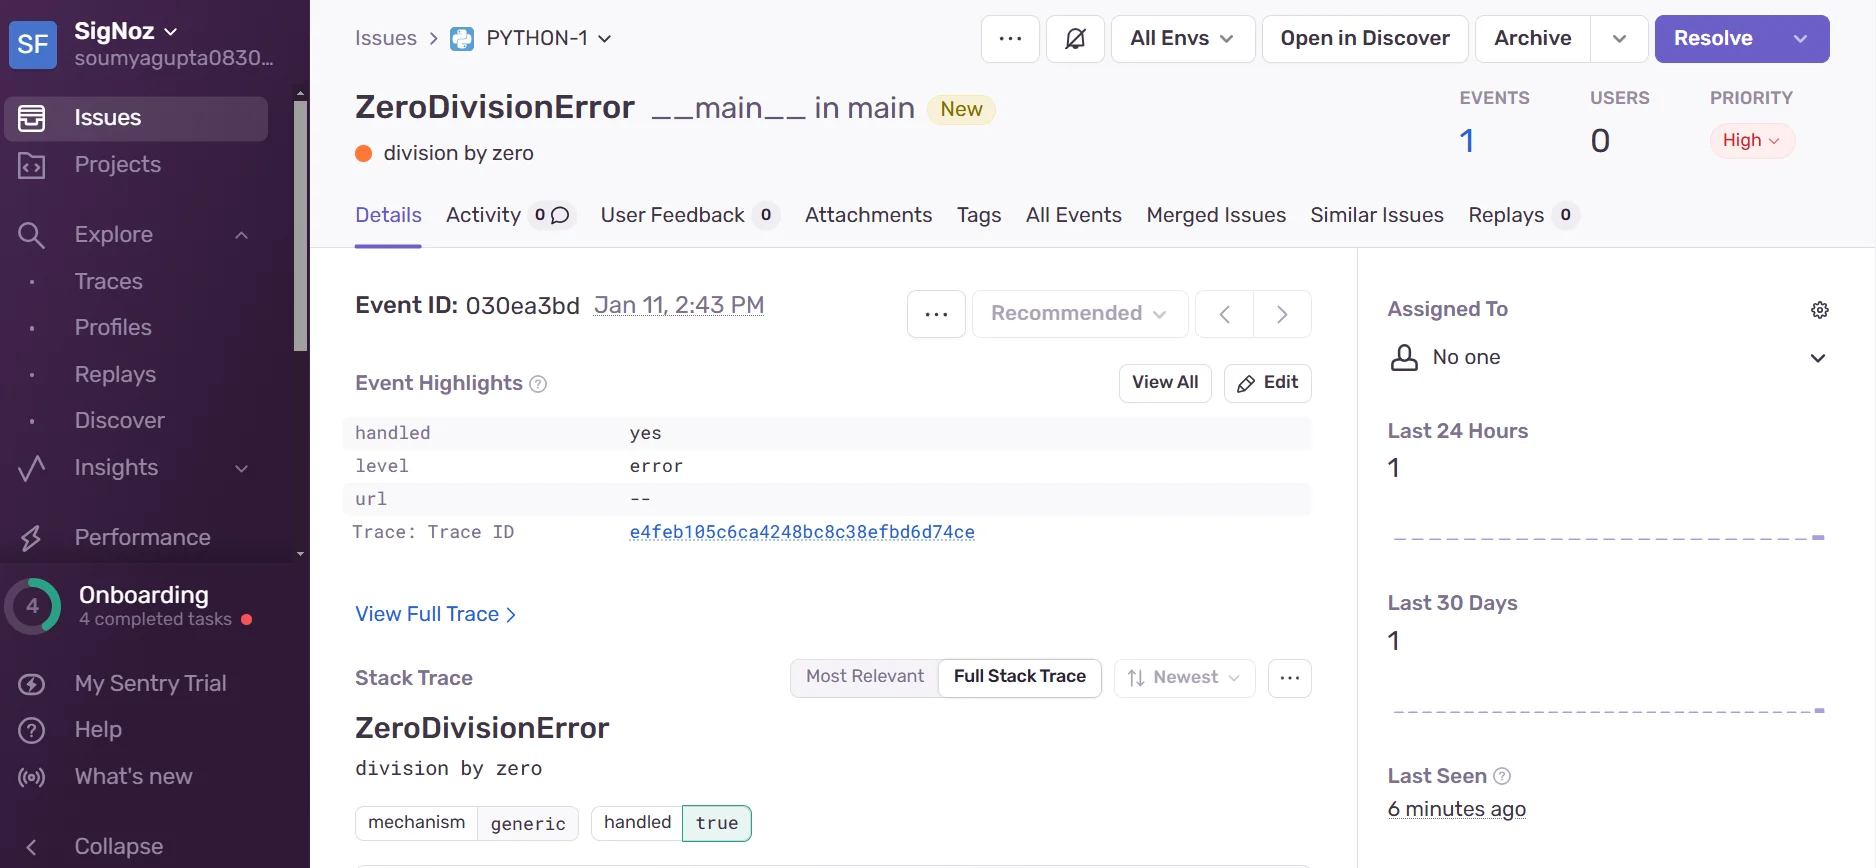 SF
SigNoz
soumyagupta0830...
Issues
Projects
Explore
Traces
Profiles
Replays
Discover
Insights
Performance
4
Onboarding
4 completed tasks
My Sentry Trial
Help
What's new
Collapse
Issues > PYTHON-1
All Envs
Open in Discover
Archive
Resolve
ZeroDivisionError __main__ in main New
division by zero
EVENTS USERS PRIORITY
1 0 High
Details Activity 0 User Feedback 0 Attachments Tags All Events Merged Issues Similar Issues Replays 0
Event ID: 030ea3bd Jan 11, 2:43 PM
... Recommended < >
Event Highlights ? View All Edit
handled yes
level error
url --
Trace: Trace ID e4feb105c6ca4248bc8c38efbd6d74ce
View Full Trace >
Stack Trace Most Relevant Full Stack Trace Newest ...
ZeroDivisionError
division by zero
mechanism generic handled true
Assigned To
No one
Last 24 Hours
1
Last 30 Days
1
Last Seen ?
6 minutes ago